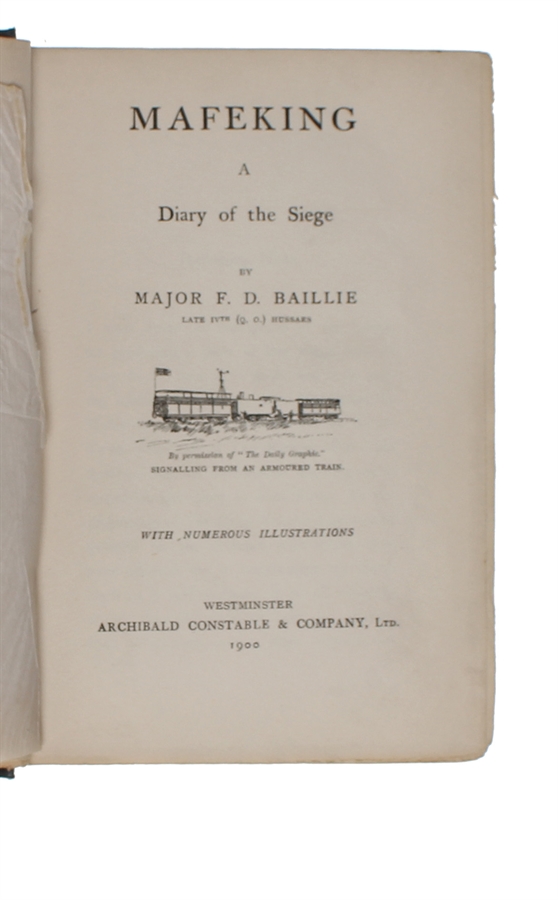 MAFEKING
A
Diary of the Siege
BY
MAJOR F. D. BAILLIE
LATE IVTH (Q. O.) HUSSARS
By permission of "The Daily Graphic."
SIGNALLING FROM AN ARMOURED TRAIN.
WITH NUMEROUS ILLUSTRATIONS
WESTMINSTER
ARCHIBALD CONSTABLE & COMPANY, LTD.
1900